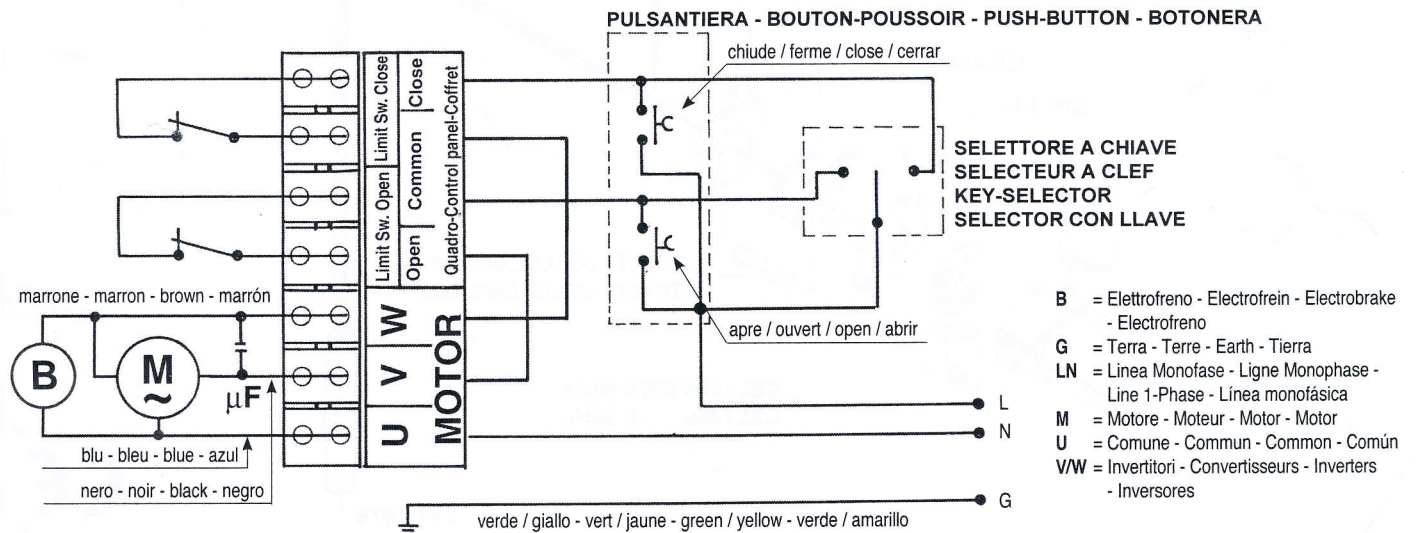 PULSANTIERA - BOUTON-POUSSOIR - PUSH-BUTTON - BOTONERA
chiude / ferme / close / cerrar
Limit Sw. Close
Close
Limit Sw. Open
Common
Open
Quadro-Control panel-Coffret
SELETTORE A CHIAVE
SELECTEUR A CLEF
KEY-SELECTOR
SELECTOR CON LLAVE
marrone - marron - brown - marrón
apre / ouvert / open / abrir
B
M
~
µF
W
V
U
MOTOR
L
N
blu - bleu - blue - azul
nero - noir - black - negro
G
verde / giallo - vert / jaune - green / yellow - verde / amarillo
B = Elettrofreno - Electrofrein - Electrobrake
- Electrofreno
G = Terra - Terre - Earth - Tierra
LN = Linea Monofase - Ligne Monophase -
Line 1-Phase - Línea monofásica
M = Motore - Moteur - Motor - Motor
U = Comune - Commun - Common - Común
V/W = Invertitori - Convertisseurs - Inverters
- Inversores